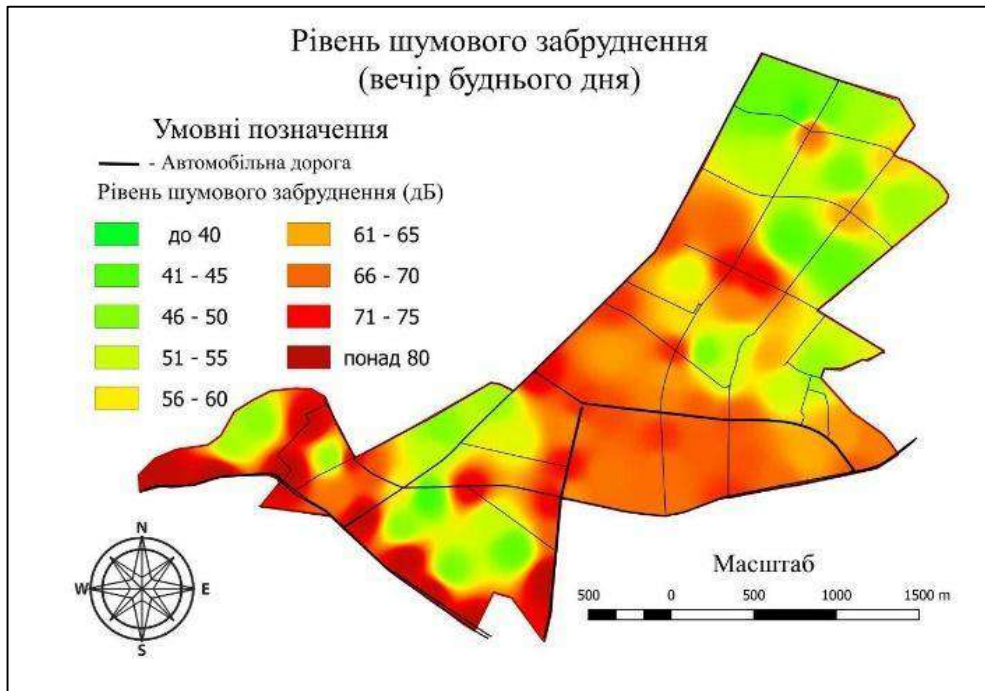 Рівень шумового забруднення
(вечір буднього дня)
Умовні позначення
- Автомобільна дорога
Рівень шумового забруднення (дБ)
до 40
41 - 45
46 - 50
51 - 55
56 - 60
61 - 65
66 - 70
71 - 75
понад 80
N
W
E
S
Масштаб
500 0 500 1000 1500 m